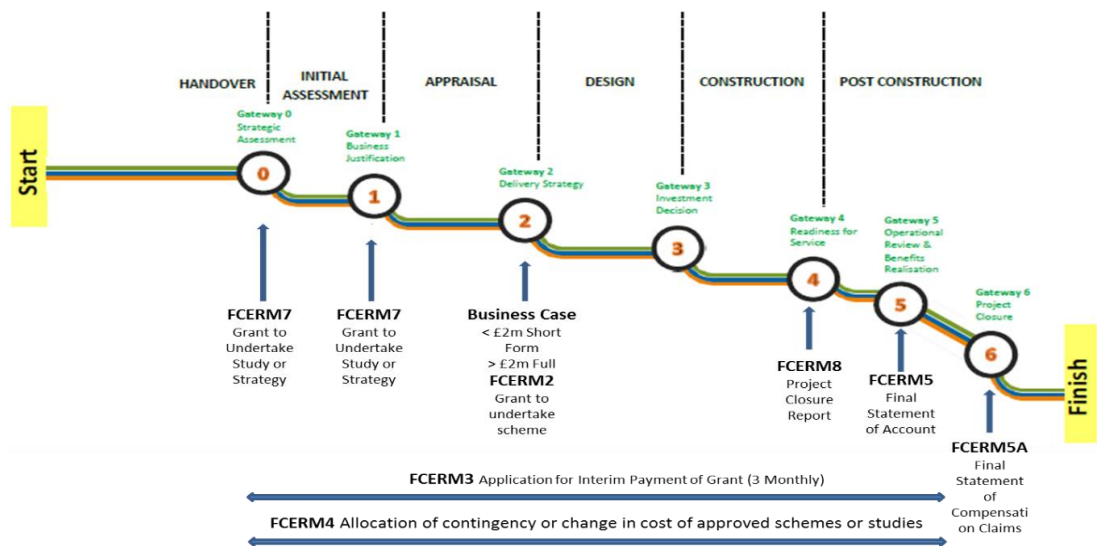 HANDOVER
INITIAL
ASSESSMENT
APPRAISAL
DESIGN
CONSTRUCTION
POST CONSTRUCTION
Start
Gateway 0
Strategic
Assessment
Gateway 1
Business
Justification
Gateway 2
Delivery Strategy
Gateway 3
Investment
Decision
Gateway 4
Readiness for
Service
Gateway 5
Operational
Review &
Benefits
Realisation
Gateway 6
Project
Closure
0
1
2
3
4
5
6
Finish
FCERM7
Grant to
Undertake
Study or
Strategy
FCERM7
Grant to
Undertake
Study or
Strategy
Business Case
< £2m Short
Form
> £2m Full
FCERM2
Grant to
undertake
scheme
FCERM8
Project
Closure
Report
FCERM5
Final
Statement
of Account
FCERM5A
Final
Statement
of
Compensati
on Claims
FCERM3 Application for Interim Payment of Grant (3 Monthly)
FCERM4 Allocation of contingency or change in cost of approved schemes or studies